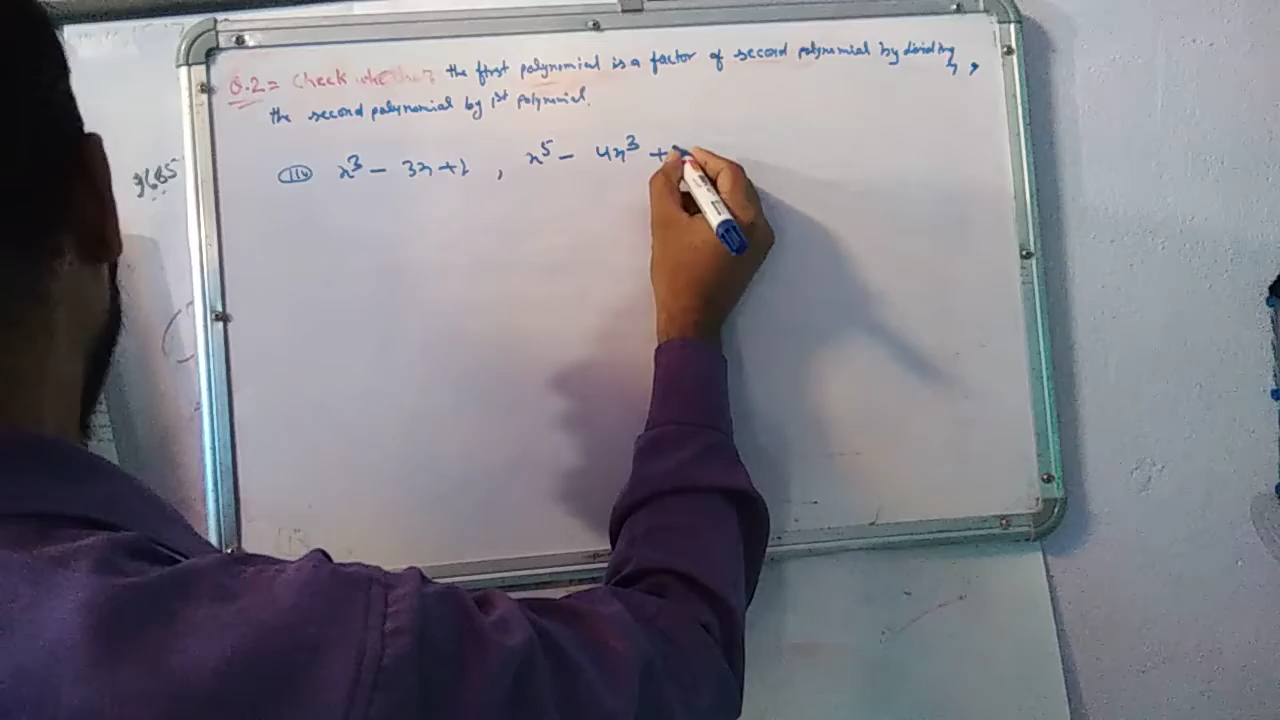 Q.2 = Check whether the first polynomial is a factor of second polynomial by dividing,
the second polynomial by 1st polynomial.
(iii) x³ - 3x + 1 , x⁵ - 4x³ +
9685